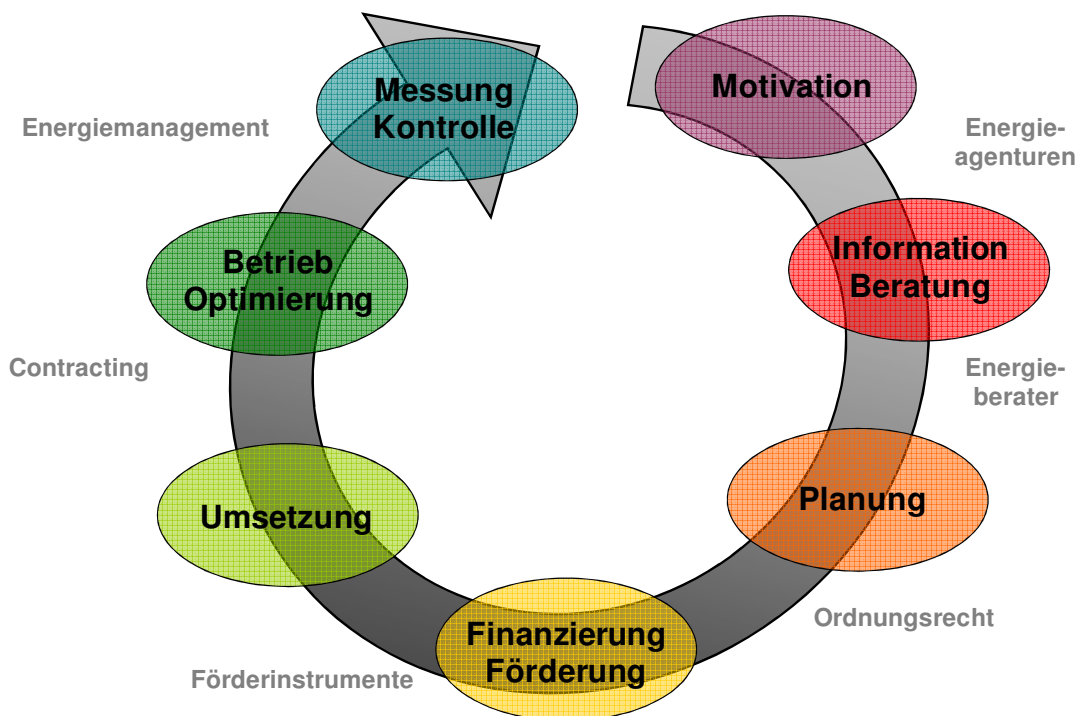 Motivation
Energie-
agenturen
Information
Beratung
Energie-
berater
Planung
Ordnungsrecht
Finanzierung
Förderung
Förderinstrumente
Umsetzung
Contracting
Betrieb
Optimierung
Energiemanagement
Messung
Kontrolle